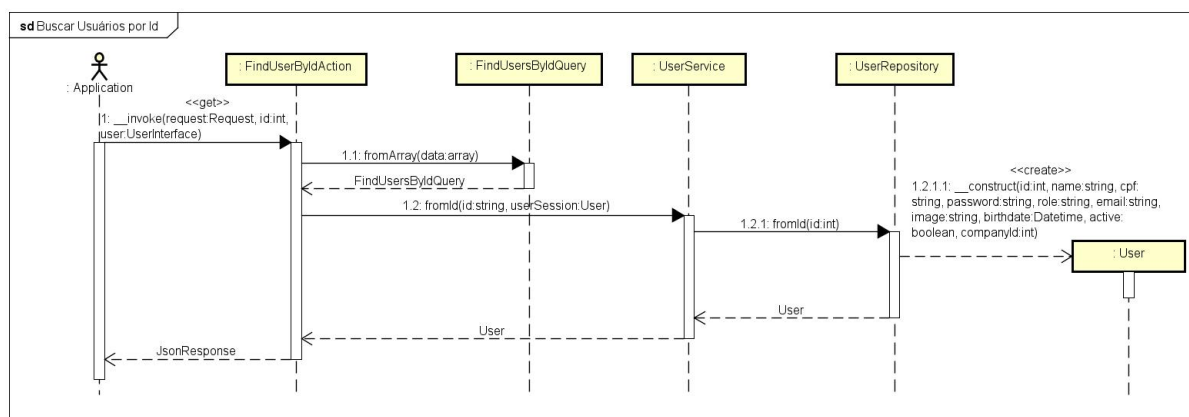 sd Buscar Usuários por Id
: Application
: FindUserByIdAction
: FindUsersByIdQuery
: UserService
: UserRepository
<<get>>
1: __invoke(request:Request, id:int,
user:UserInterface)
1.1: fromArray(data:array)
FindUsersByIdQuery
1.2: fromId(id:string, userSession:User)
1.2.1: fromId(id:int)
<<create>>
1.2.1.1: __construct(id:int, name:string, cpf:
string, password:string, role:string, email:string,
image:string, birthdate:Datetime, active:
boolean, companyId:int)
: User
User
User
JsonResponse